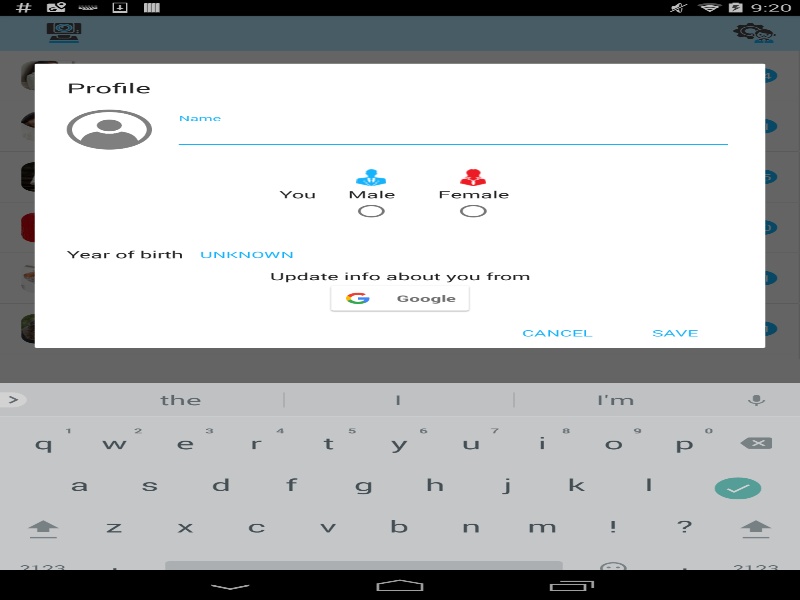 9:20
Profile
Name
You Male Female
Year of birth UNKNOWN
Update info about you from
Google
CANCEL SAVE
the I I'm
1 2 3 4 5 6 7 8 9 0
q w e r t y u i o p
a s d f g h j k l
z x c v b n m ! ?
?123 ?123